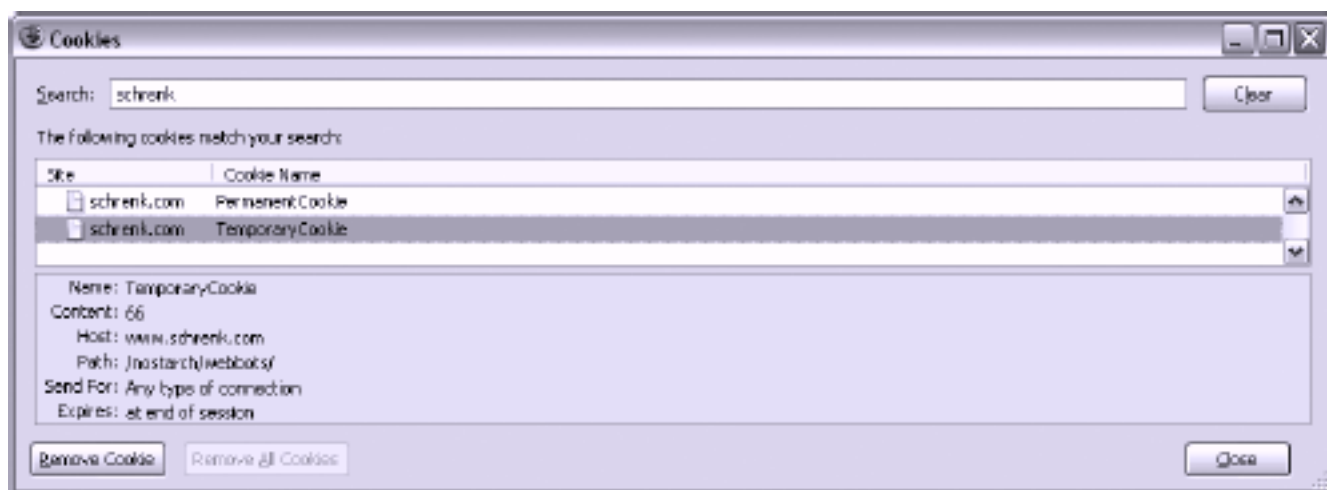 Cookies
Search: schrenk Clear
The following cookies match your search:
Site Cookie Name
schrenk.com PermanentCookie
schrenk.com TemporaryCookie
Name: TemporaryCookie
Content: 66
Host: www.schrenk.com
Path: /nostarch/webbots/
Send For: Any type of connection
Expires: at end of session
Remove Cookie Remove All Cookies Close